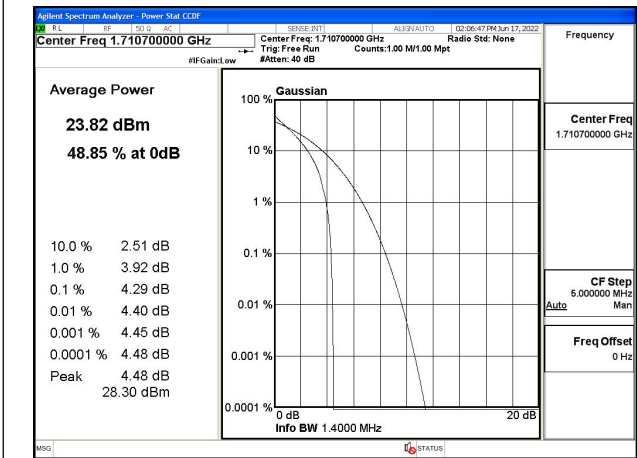 Agilent Spectrum Analyzer - Power Stat CCDF
RL RF 50 Ω AC SENSE:INT ALIGNAUTO 02:06:47 PM Jun 17, 2022
Center Freq 1.710700000 GHz
Center Freq: 1.710700000 GHz Radio Std: None
Trig: Free Run Counts:1.00 M/1.00 Mpt
#IFGain:Low #Atten: 40 dB
Frequency
Average Power
23.82 dBm
48.85 % at 0dB
10.0 % 2.51 dB
1.0 % 3.92 dB
0.1 % 4.29 dB
0.01 % 4.40 dB
0.001 % 4.45 dB
0.0001 % 4.48 dB
Peak 4.48 dB
28.30 dBm
Gaussian
100 %
10 %
1 %
0.1 %
0.01 %
0.001 %
0.0001 %
0 dB 20 dB
Info BW 1.4000 MHz
Center Freq
1.710700000 GHz
CF Step
5.000000 MHz
Auto Man
Freq Offset
0 Hz
MSG STATUS